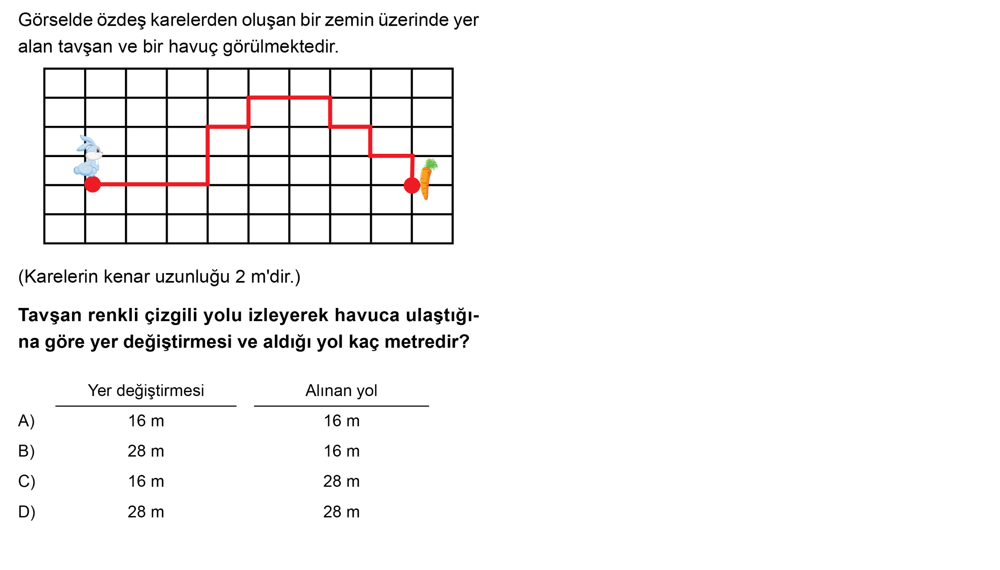 Görselde özdeş karelerden oluşan bir zemin üzerinde yer
alan tavşan ve bir havuç görülmektedir.
(Karelerin kenar uzunluğu 2 m'dir.)
Tavşan renkli çizgili yolu izleyerek havuca ulaştığı-
na göre yer değiştirmesi ve aldığı yol kaç metredir?
Yer değiştirmesi Alınan yol
A) 16 m 16 m
B) 28 m 16 m
C) 16 m 28 m
D) 28 m 28 m